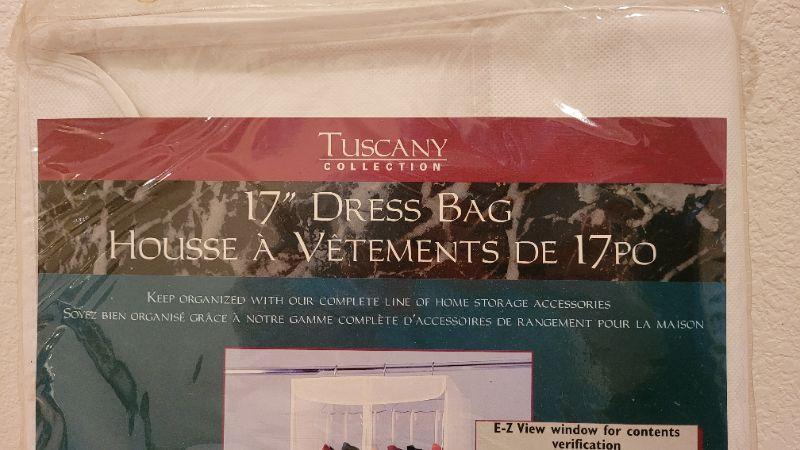 TUSCANY
COLLECTION
17" DRESS BAG
HOUSSE À VÊTEMENTS DE 17PO
KEEP ORGANIZED WITH OUR COMPLETE LINE OF HOME STORAGE ACCESSORIES
SOYEZ BIEN ORGANISÉ GRÂCE À NOTRE GAMME COMPLÈTE D'ACCESSOIRES DE RANGEMENT POUR LA MAISON
E-Z View window for contents
verification